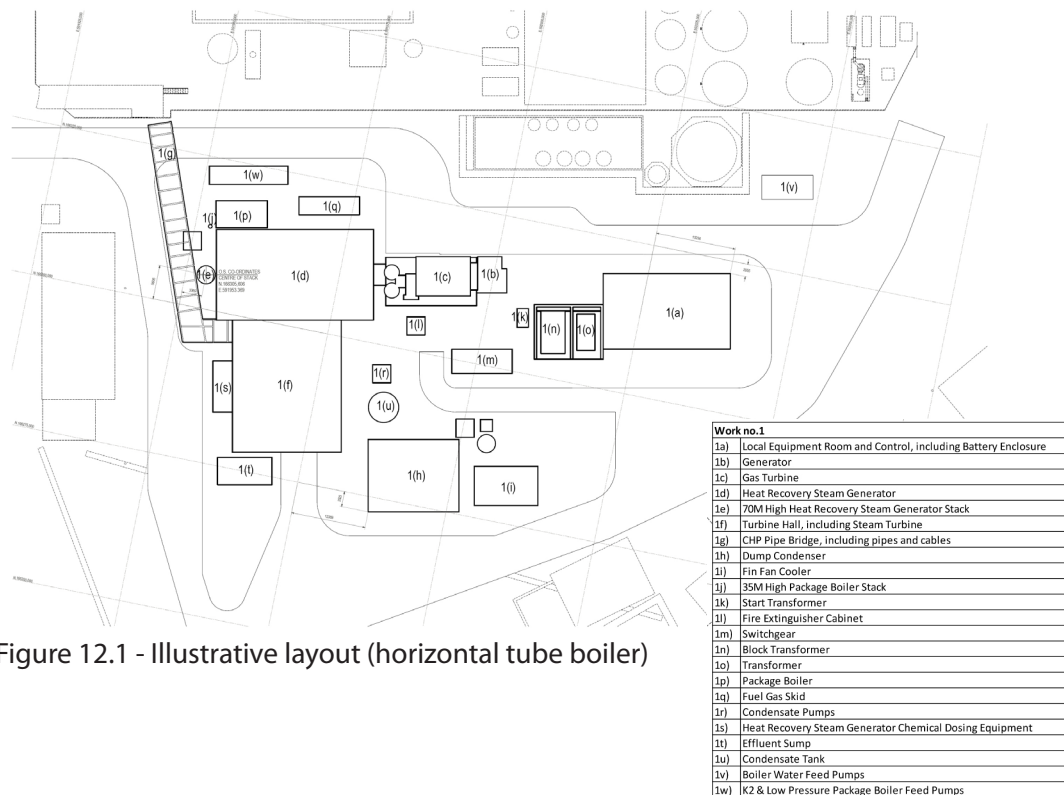 1(g)
1(w)
1(q)
1(j)
1(p)
1(v)
1(e)
O.S. CO-ORDINATES
CENTRE OF STACK
1(d)
1(c)
1(b)
1(a)
1(l)
1(k)
1(n)
1(o)
1(m)
1(r)
1(s)
1(f)
1(u)
1(t)
1(h)
1(i)
Work no.1
1a) Local Equipment Room and Control, including Battery Enclosure
1b) Generator
1c) Gas Turbine
1d) Heat Recovery Steam Generator
1e) 70M High Heat Recovery Steam Generator Stack
1f) Turbine Hall, including Steam Turbine
1g) CHP Pipe Bridge, including pipes and cables
1h) Dump Condenser
1i) Fin Fan Cooler
1j) 35M High Package Boiler Stack
1k) Start Transformer
1l) Fire Extinguisher Cabinet
1m) Switchgear
1n) Block Transformer
1o) Transformer
1p) Package Boiler
1q) Fuel Gas Skid
1r) Condensate Pumps
1s) Heat Recovery Steam Generator Chemical Dosing Equipment
1t) Effluent Sump
1u) Condensate Tank
1v) Boiler Water Feed Pumps
1w) K2 & Low Pressure Package Boiler Feed Pumps
Figure 12.1 - Illustrative layout (horizontal tube boiler)